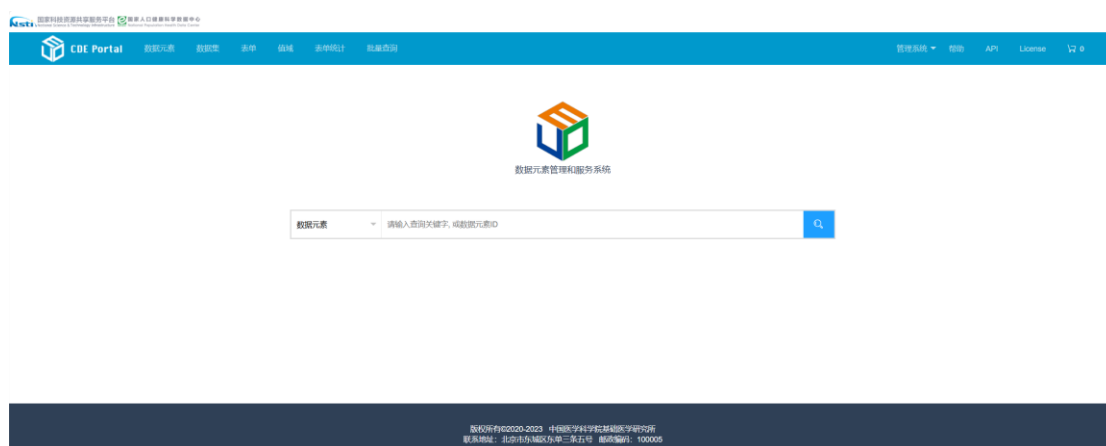 Nsti 国家科技资源共享服务平台 国家人口健康科学数据中心
CDE Portal 数据元素 数据集 表单 值域 表单统计 批量查询 管理系统 帮助 API License 0
数据元素管理和服务系统
数据元素 请输入查询关键字, 或数据元素ID
版权所有©2020-2023 中国医学科学院基础医学研究所
联系地址: 北京市东城区东单三条五号 邮政编码: 100005